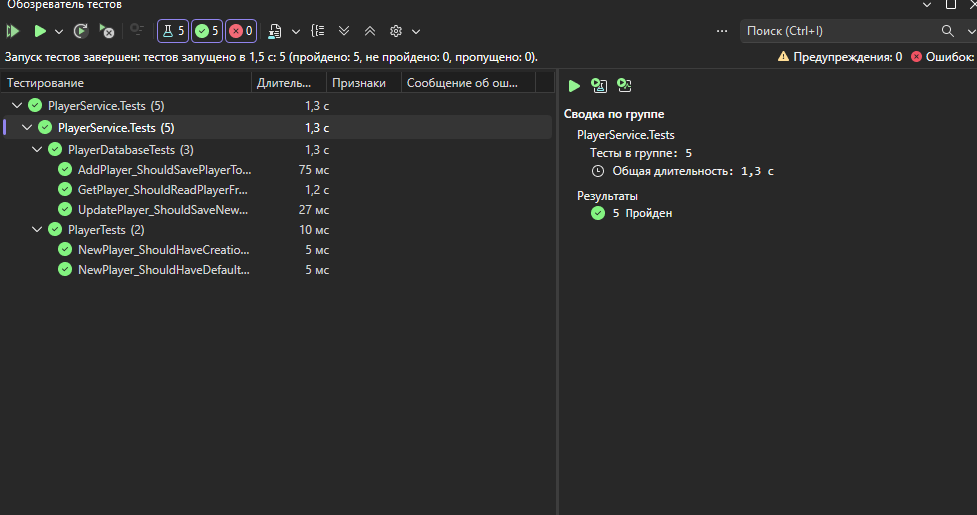 Обозреватель тестов
5 5 0 Поиск (Ctrl+I)
Запуск тестов завершен: тестов запущено в 1,5 с: 5 (пройдено: 5, не пройдено: 0, пропущено: 0). Предупреждения: 0 Ошибок:
Тестирование Длитель... Признаки Сообщение об ош...
PlayerService.Tests (5) 1,3 с
PlayerService.Tests (5) 1,3 с
PlayerDatabaseTests (3) 1,3 с
AddPlayer_ShouldSavePlayerTo... 75 мс
GetPlayer_ShouldReadPlayerFr... 1,2 с
UpdatePlayer_ShouldSaveNew... 27 мс
PlayerTests (2) 10 мс
NewPlayer_ShouldHaveCreatio... 5 мс
NewPlayer_ShouldHaveDefault... 5 мс
Сводка по группе
PlayerService.Tests
Тесты в группе: 5
Общая длительность: 1,3 с
Результаты
5 Пройден